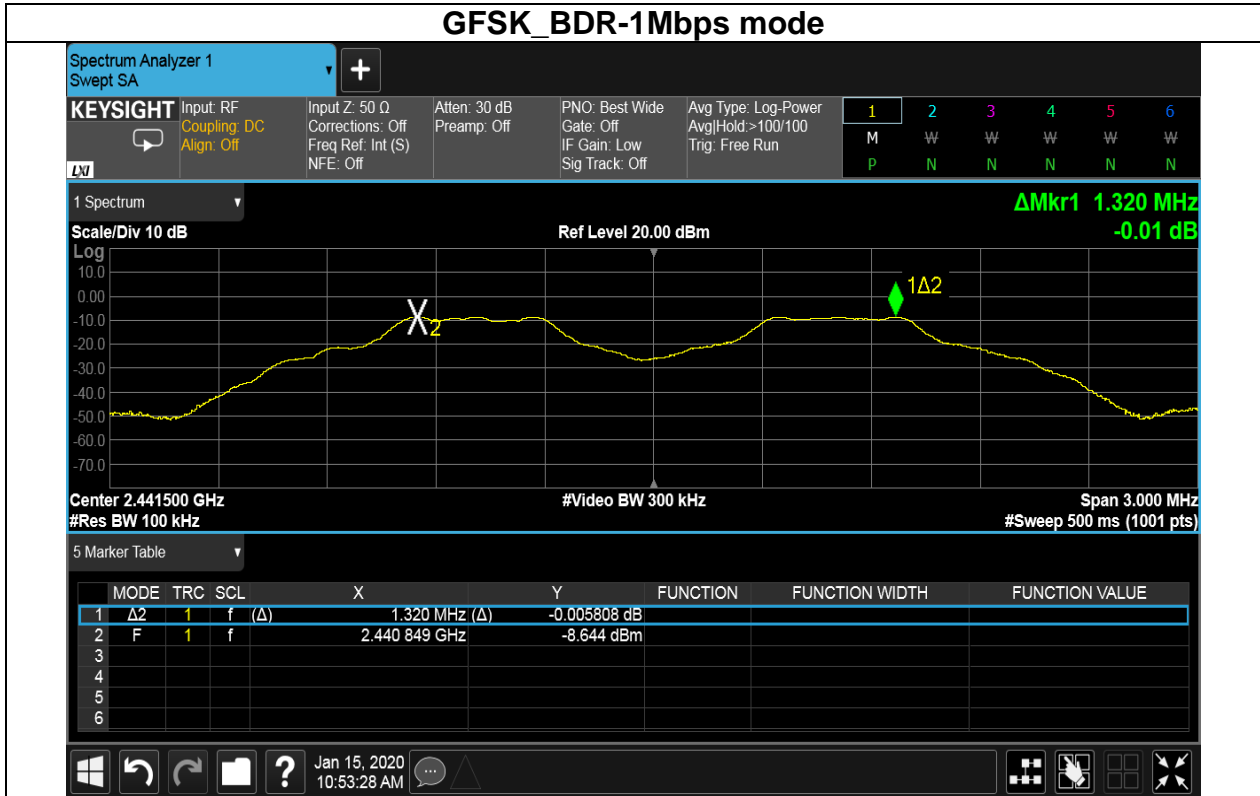 GFSK_BDR-1Mbps mode
Spectrum Analyzer 1
Swept SA
KEYSIGHT
LXI
Input: RF
Coupling: DC
Align: Off
Input Z: 50 Ω
Corrections: Off
Freq Ref: Int (S)
NFE: Off
Atten: 30 dB
Preamp: Off
PNO: Best Wide
Gate: Off
IF Gain: Low
Sig Track: Off
Avg Type: Log-Power
Avg|Hold:>100/100
Trig: Free Run
1 2 3 4 5 6
M W W W W W
P N N N N N
1 Spectrum
ΔMkr1 1.320 MHz
-0.01 dB
Scale/Div 10 dB
Ref Level 20.00 dBm
Log
10.0
0.00
-10.0
-20.0
-30.0
-40.0
-50.0
-60.0
-70.0
2
1Δ2
Center 2.441500 GHz #Video BW 300 kHz Span 3.000 MHz
#Res BW 100 kHz #Sweep 500 ms (1001 pts)
5 Marker Table
MODE TRC SCL X Y FUNCTION FUNCTION WIDTH FUNCTION VALUE
1 Δ2 1 f (Δ) 1.320 MHz (Δ) -0.005808 dB
2 F 1 f 2.440 849 GHz -8.644 dBm
3
4
5
6
?
Jan 15, 2020
10:53:28 AM